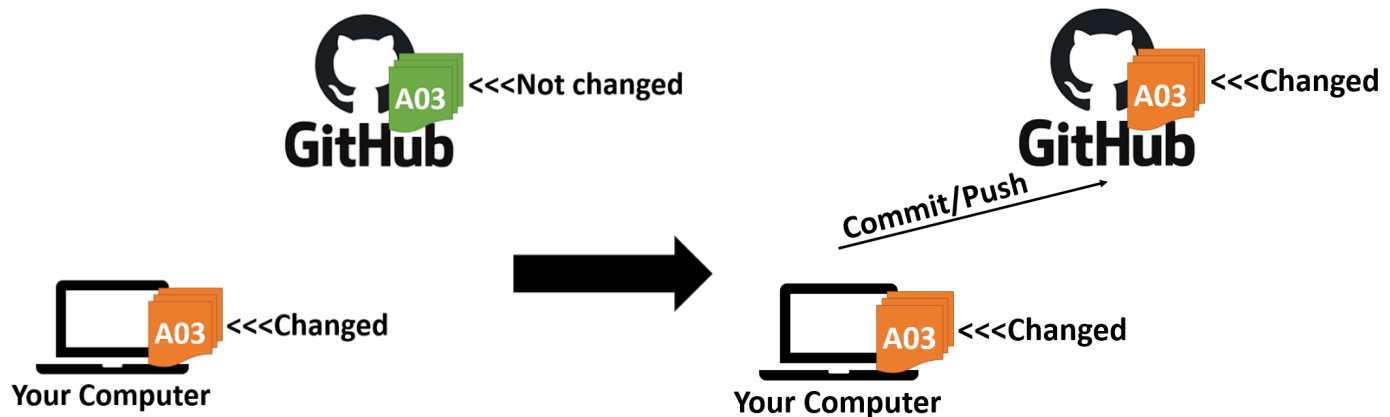 A03
<<<Not changed
GitHub
A03
<<<Changed
Your Computer
A03
<<<Changed
GitHub
Commit/Push
A03
<<<Changed
Your Computer